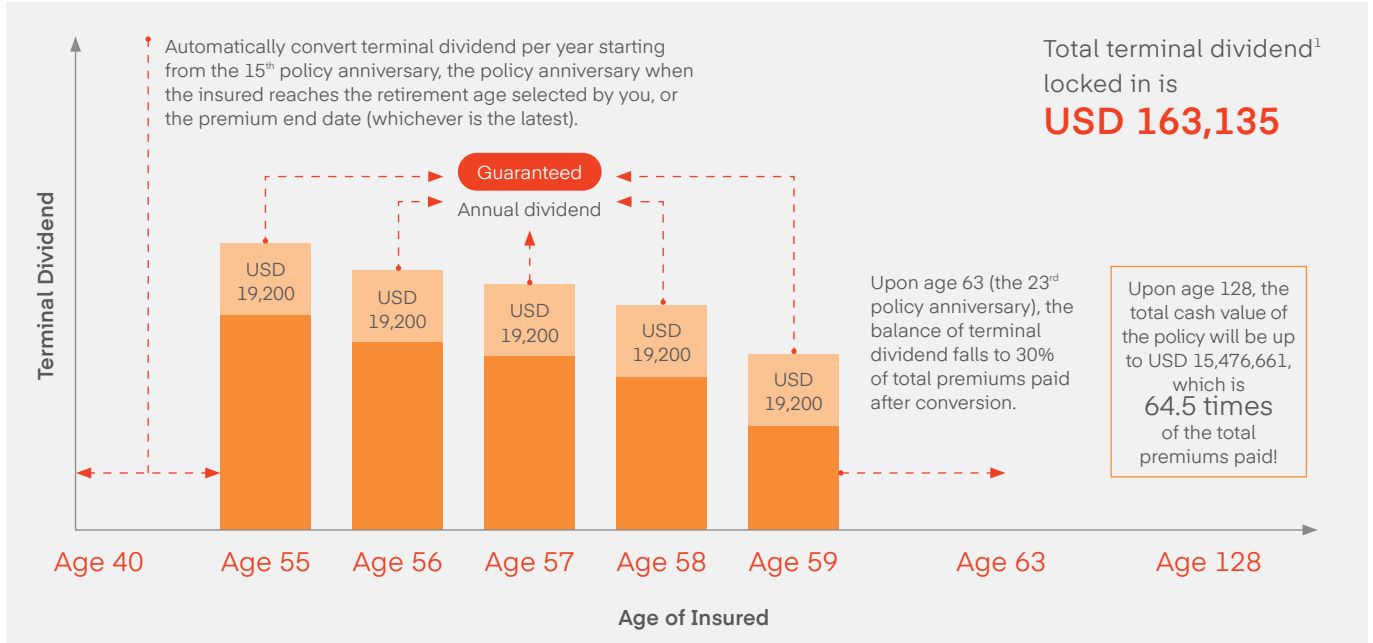 Automatically convert terminal dividend per year starting
from the 15th policy anniversary, the policy anniversary when
the insured reaches the retirement age selected by you, or
the premium end date (whichever is the latest).
Total terminal dividend1
locked in is
USD 163,135
Guaranteed
Annual dividend
Terminal Dividend
USD
19,200
USD
19,200
USD
19,200
USD
19,200
USD
19,200
Upon age 63 (the 23rd
policy anniversary), the
balance of terminal
dividend falls to 30%
of total premiums paid
after conversion.
Upon age 128, the
total cash value of
the policy will be up
to USD 15,476,661,
which is
64.5 times
of the total
premiums paid!
Age 40
Age 55
Age 56
Age 57
Age 58
Age 59
Age 63
Age 128
Age of Insured